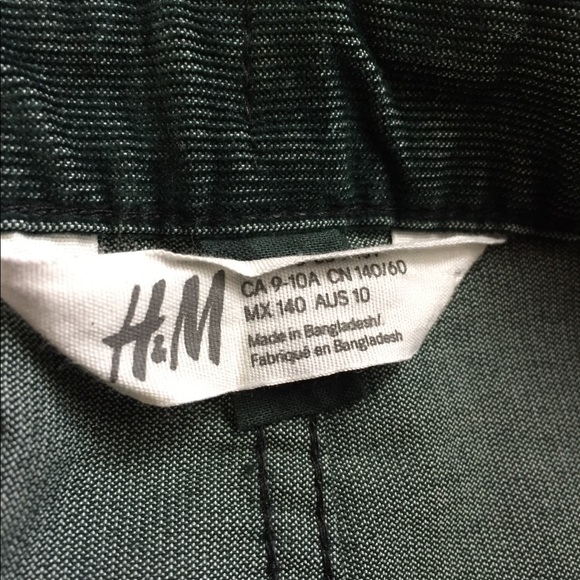 H&M
CA 9-10A CN 140/60
MX 140 AUS 10
Made in Bangladesh/
Fabriqué en Bangladesh